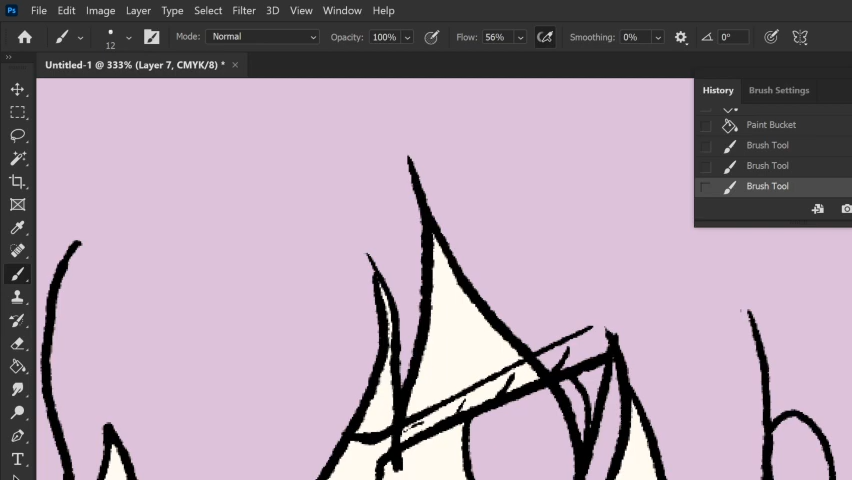 Ps File Edit Image Layer Type Select Filter 3D View Window Help
12 Mode: Normal Opacity: 100% Flow: 56% Smoothing: 0% 0°
Untitled-1 @ 333% (Layer 7, CMYK/8) * ×
History Brush Settings
Paint Bucket
Brush Tool
Brush Tool
Brush Tool